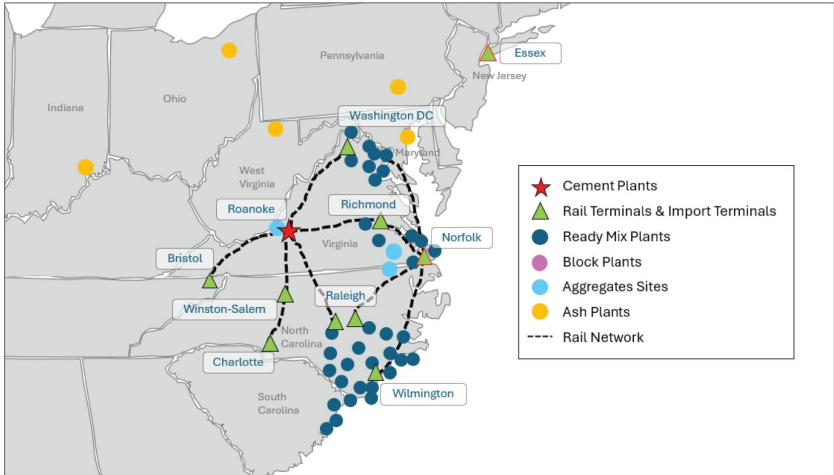 Pennsylvania
Essex
New Jersey
Ohio
Indiana
Washington DC
Maryland
West
Virginia
Roanoke
Richmond
Virginia
Norfolk
Bristol
Winston-Salem
Raleigh
North
Carolina
Charlotte
South
Carolina
Wilmington
Cement Plants
Rail Terminals & Import Terminals
Ready Mix Plants
Block Plants
Aggregates Sites
Ash Plants
Rail Network